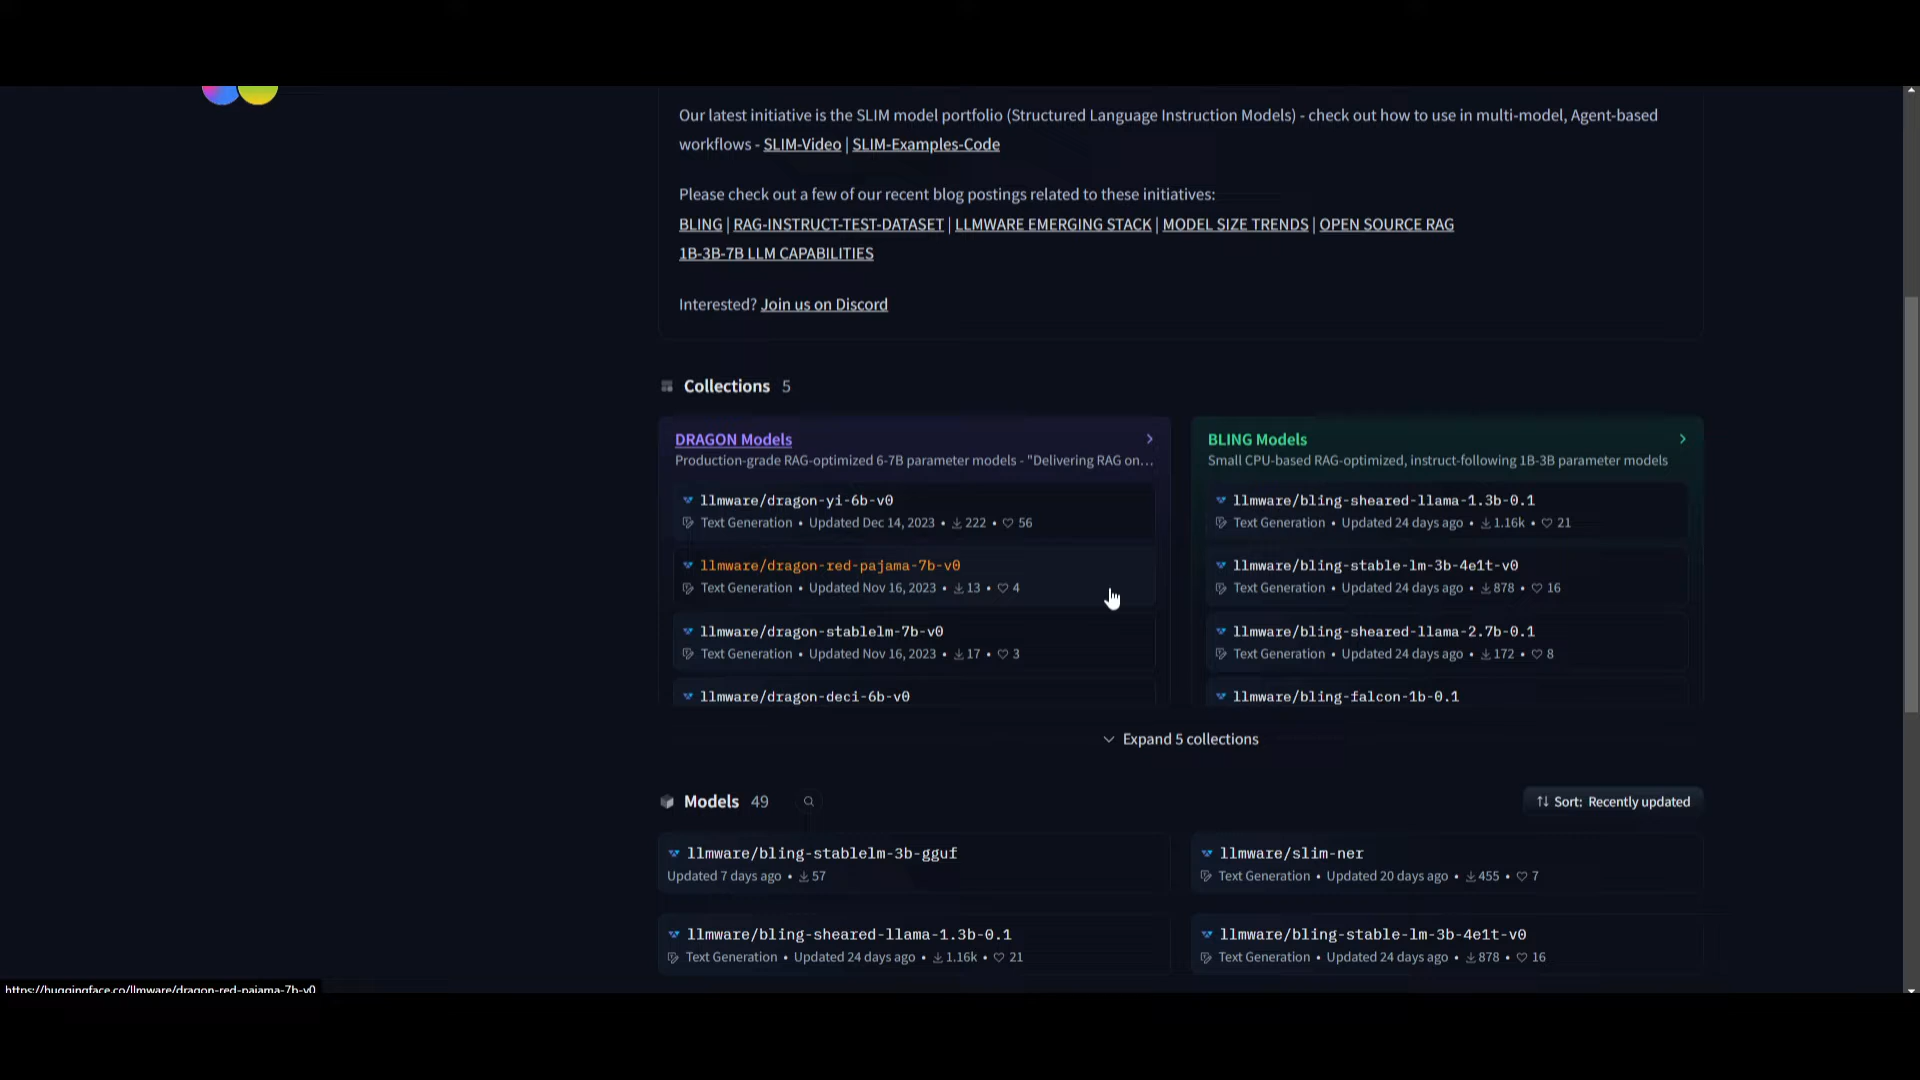 Our latest initiative is the SLIM model portfolio (Structured Language Instruction Models) - check out how to use in multi-model, Agent-based
workflows - SLIM-Video | SLIM-Examples-Code
Please check out a few of our recent blog postings related to these initiatives:
BLING | RAG-INSTRUCT-TEST-DATASET | LLMWARE EMERGING STACK | MODEL SIZE TRENDS | OPEN SOURCE RAG
1B-3B-7B LLM CAPABILITIES
Interested? Join us on Discord
Collections 5
DRAGON Models
Production-grade RAG-optimized 6-7B parameter models - "Delivering RAG on...
llmware/dragon-yi-6b-v0
Text Generation • Updated Dec 14, 2023 • 222 • 56
llmware/dragon-red-pajama-7b-v0
Text Generation • Updated Nov 16, 2023 • 13 • 4
llmware/dragon-stablelm-7b-v0
Text Generation • Updated Nov 16, 2023 • 17 • 3
llmware/dragon-deci-6b-v0
BLING Models
Small CPU-based RAG-optimized, instruct-following 1B-3B parameter models
llmware/bling-sheared-llama-1.3b-0.1
Text Generation • Updated 24 days ago • 1.16k • 21
llmware/bling-stable-lm-3b-4e1t-v0
Text Generation • Updated 24 days ago • 878 • 16
llmware/bling-sheared-llama-2.7b-0.1
Text Generation • Updated 24 days ago • 172 • 8
llmware/bling-falcon-1b-0.1
Expand 5 collections
Models 49
Sort: Recently updated
llmware/bling-stablelm-3b-gguf
Updated 7 days ago • 57
llmware/slim-ner
Text Generation • Updated 20 days ago • 455 • 7
llmware/bling-sheared-llama-1.3b-0.1
Text Generation • Updated 24 days ago • 1.16k • 21
llmware/bling-stable-lm-3b-4e1t-v0
Text Generation • Updated 24 days ago • 878 • 16
https://huggingface.co/llmware/dragon-red-pajama-7b-v0